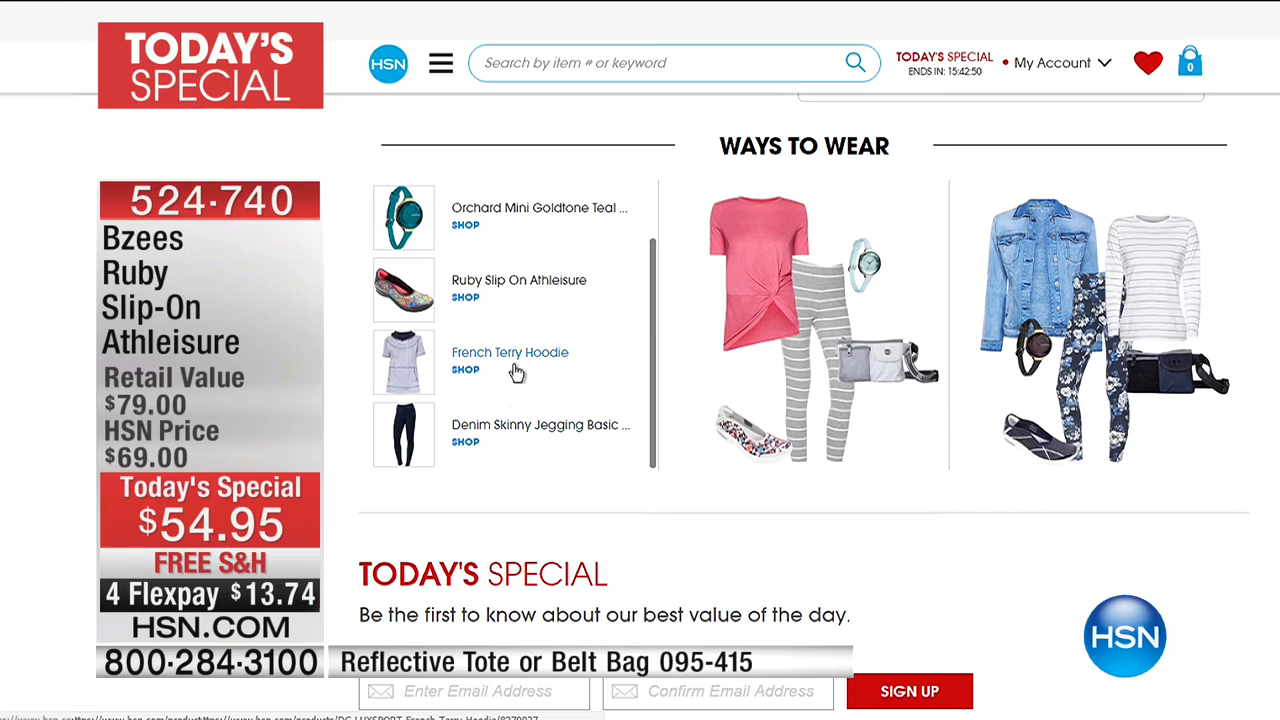 TODAY'S
SPECIAL
HSN
Search by item # or keyword
TODAY'S SPECIAL
ENDS IN: 15:42:50
My Account
0
WAYS TO WEAR
524-740
Bzees
Ruby
Slip-On
Athleisure
Retail Value
$79.00
HSN Price
$69.00
Today's Special
$54.95
FREE S&H
4 Flexpay $13.74
HSN.COM
800-284-3100
Orchard Mini Goldtone Teal ...
SHOP
Ruby Slip On Athleisure
SHOP
French Terry Hoodie
SHOP
Denim Skinny Jegging Basic ...
SHOP
TODAY'S SPECIAL
Be the first to know about our best value of the day.
HSN
Reflective Tote or Belt Bag 095-415
Enter Email Address
Confirm Email Address
SIGN UP